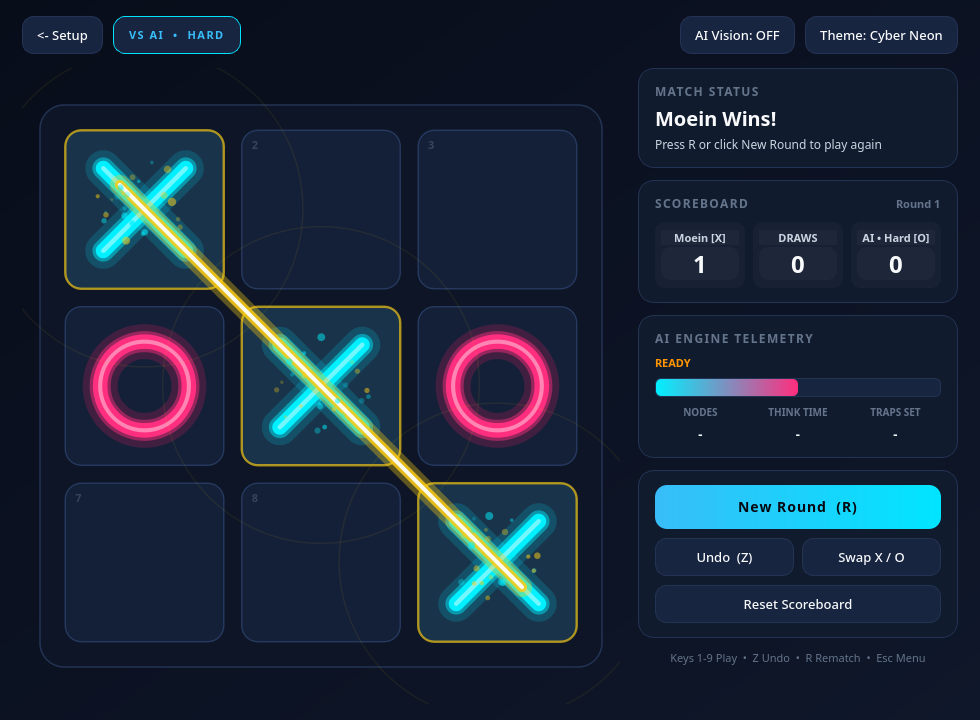 <- Setup
VS AI • HARD
AI Vision: OFF
Theme: Cyber Neon
2
3
7
8
MATCH STATUS
Moein Wins!
Press R or click New Round to play again
SCOREBOARD
Round 1
Moein [X]
DRAWS
AI • Hard [O]
1
0
0
AI ENGINE TELEMETRY
READY
NODES
THINK TIME
TRAPS SET
-
-
-
New Round (R)
Undo (Z)
Swap X / O
Reset Scoreboard
Keys 1-9 Play • Z Undo • R Rematch • Esc Menu